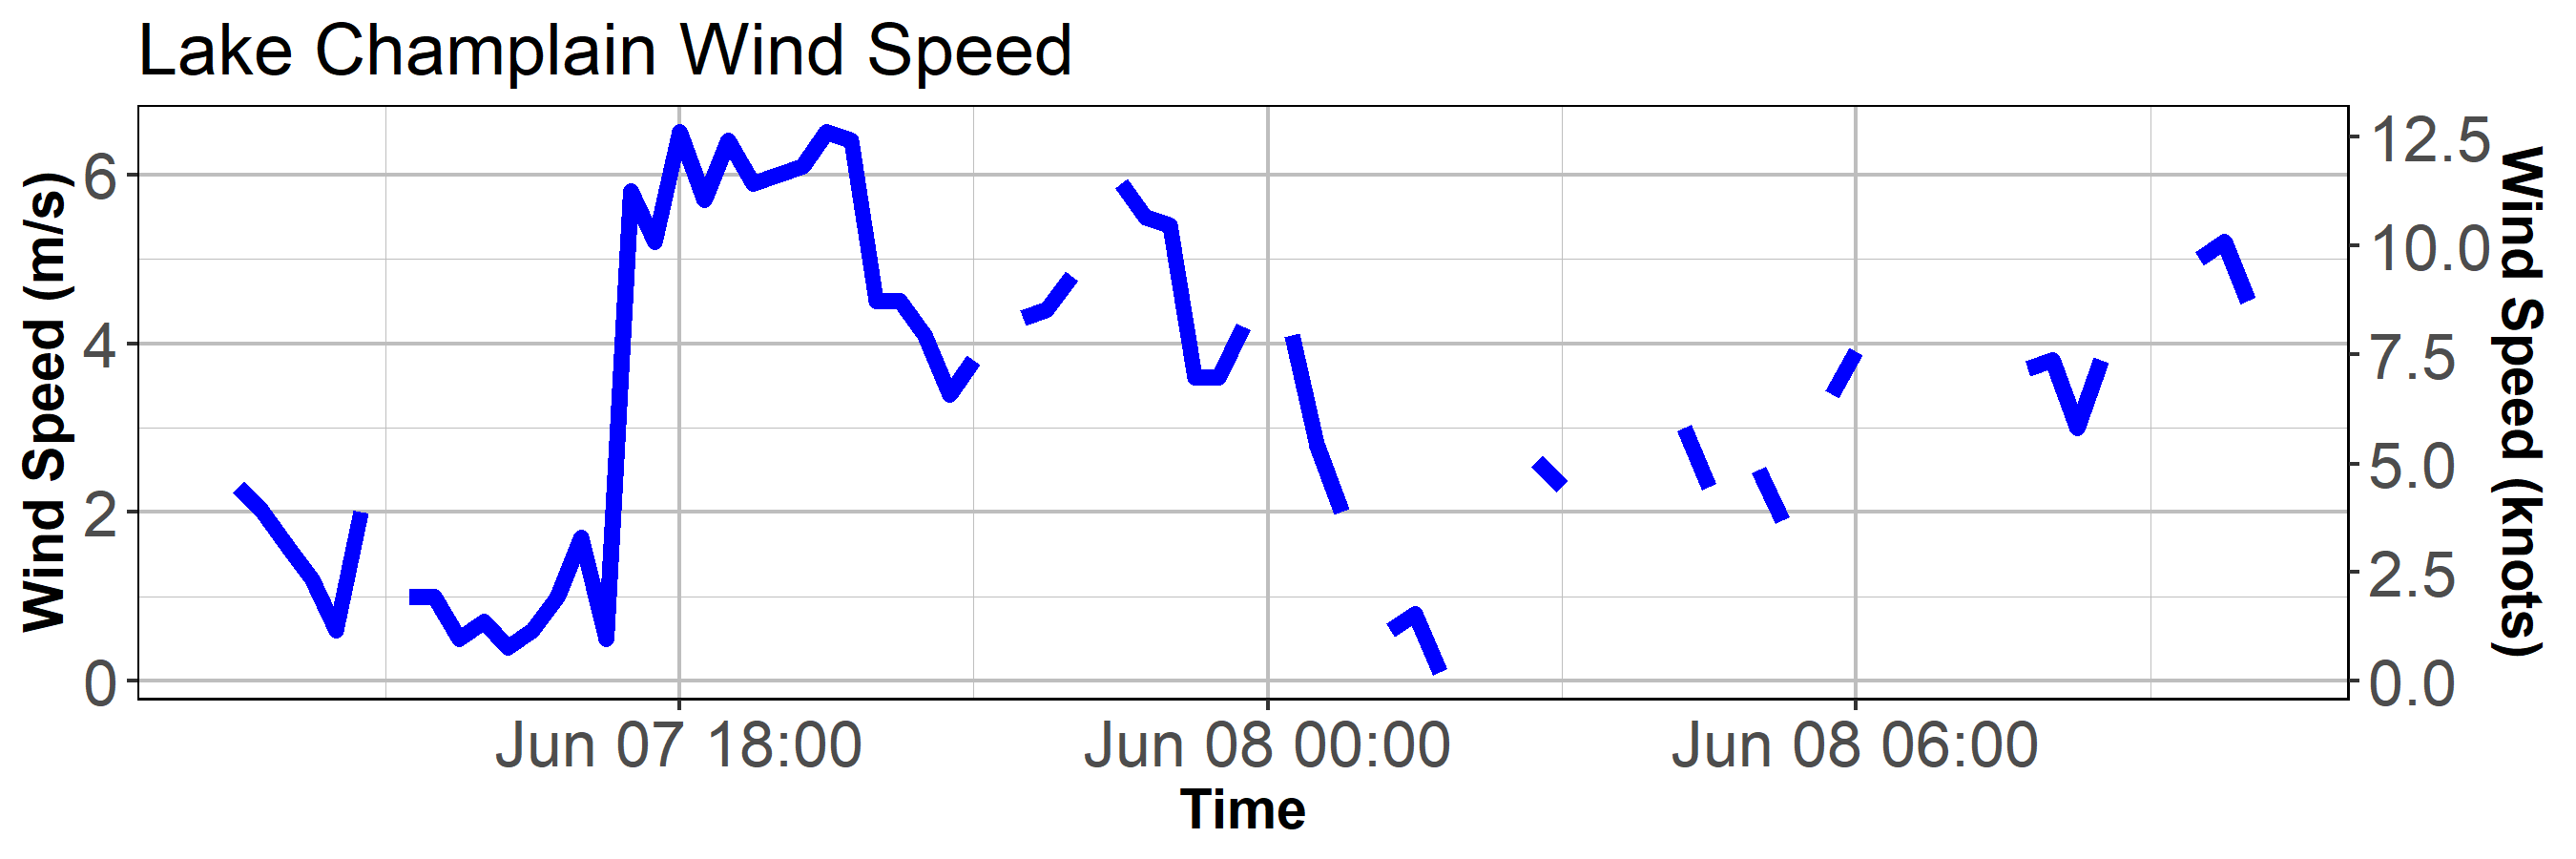 Lake Champlain Wind Speed
Wind Speed (m/s)
6
4
2
0
12.5
10.0
7.5
5.0
2.5
0.0
Wind Speed (knots)
Jun 07 18:00
Jun 08 00:00
Jun 08 06:00
Time